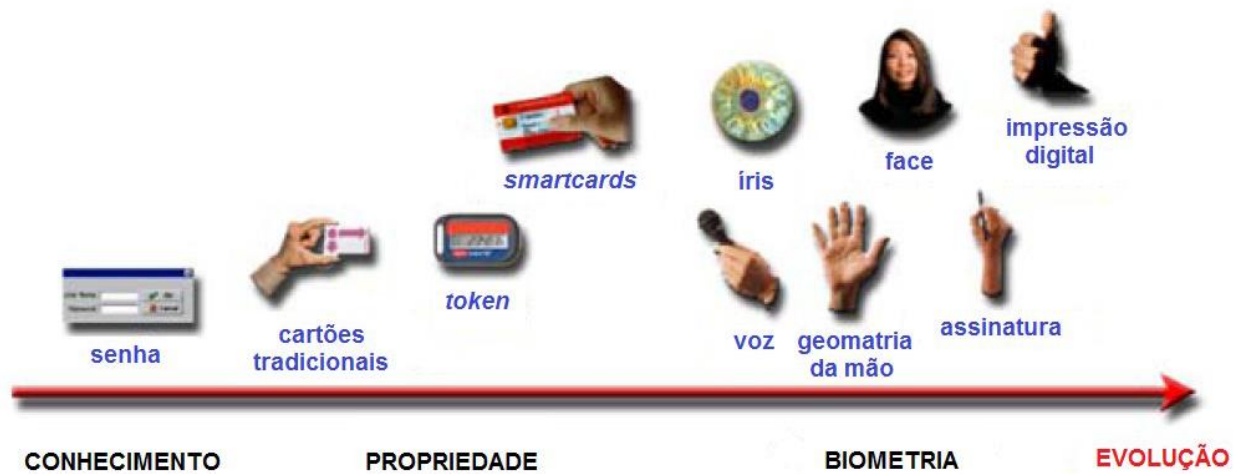 smartcards
íris
face
impressão
digital
senha
cartões
tradicionais
token
voz
geomatria
da mão
assinatura
CONHECIMENTO
PROPRIEDADE
BIOMETRIA
EVOLUÇÃO